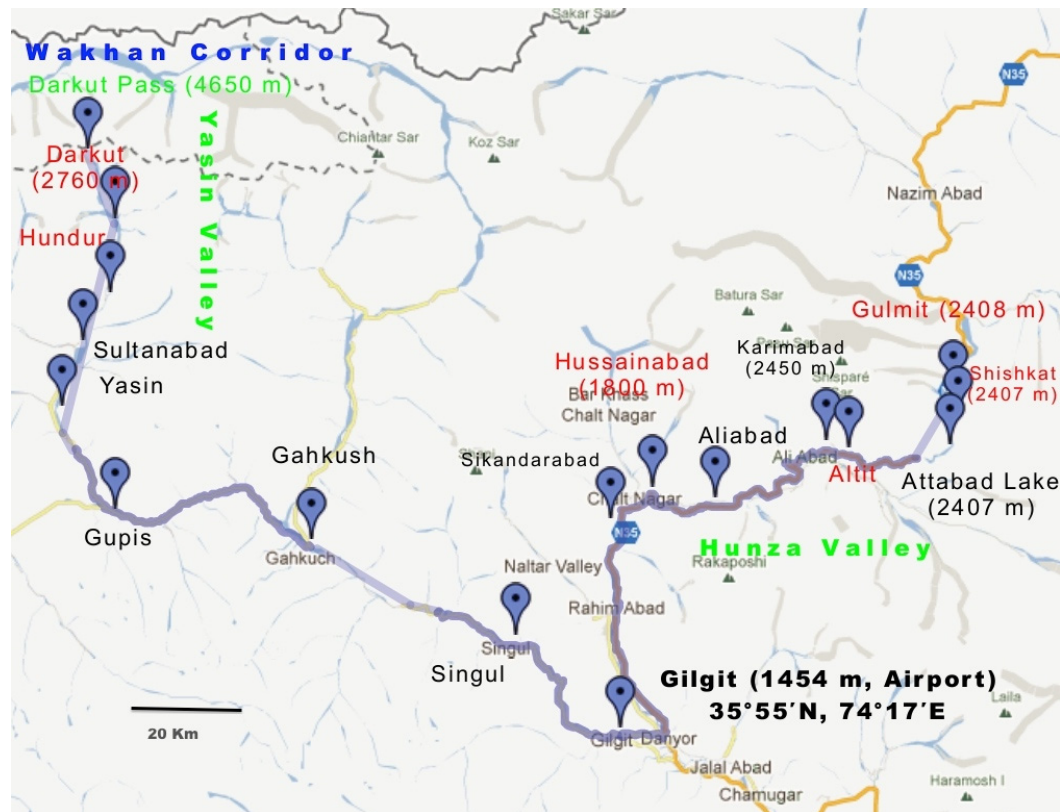 Sakar Sar
Wakhan Corridor
Darkut Pass (4650 m)
N35
Yasin Valley
Chiantar Sar
Koz Sar
Darkut
(2760 m)
Nazim Abad
Hundur
N35
Batura Sar
Gulmit (2408 m)
Sultanabad
Karimabad
(2450 m)
Hussainabad
(1800 m)
Shishkat
(2407 m)
Yasin
Shisparé
Sar
Bar Khass
Chalt Nagar
Aliabad
Gahkush
Sikandarabad
Ali Abad
Altit
Attabad Lake
(2407 m)
Chalt Nagar
Gupis
N35
Hunza Valley
Gahkuch
Naltar Valley
Rakaposhi
Rahim Abad
Singul
Singul
Gilgit (1454 m, Airport)
35°55′N, 74°17′E
Laila
20 Km
Gilgit
Danyor
Jalal Abad
Chamugar
Haramosh I